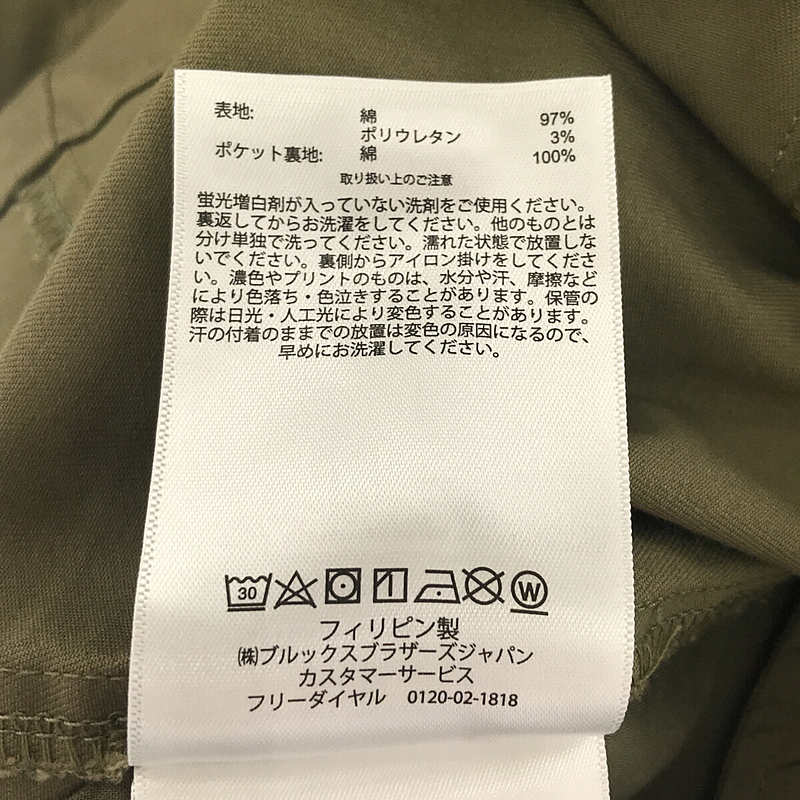 表地: 綿 97%
ポリウレタン 3%
ポケット裏地: 綿 100%
取り扱い上のご注意
蛍光増白剤が入っていない洗剤をご使用ください。
裏返してからお洗濯をしてください。他のものとは
分け単独で洗ってください。濡れた状態で放置しな
いでください。裏側からアイロン掛けをしてくださ
い。濃色やプリントのものは、水分や汗、摩擦など
により色落ち・色泣きすることがあります。保管の
際は日光・人工光により変色することがあります。
汗の付着のままでの放置は変色の原因になるので、
早めにお洗濯してください。
30 W
フィリピン製
㈱ブルックスブラザーズジャパン
カスタマーサービス
フリーダイヤル 0120-02-1818